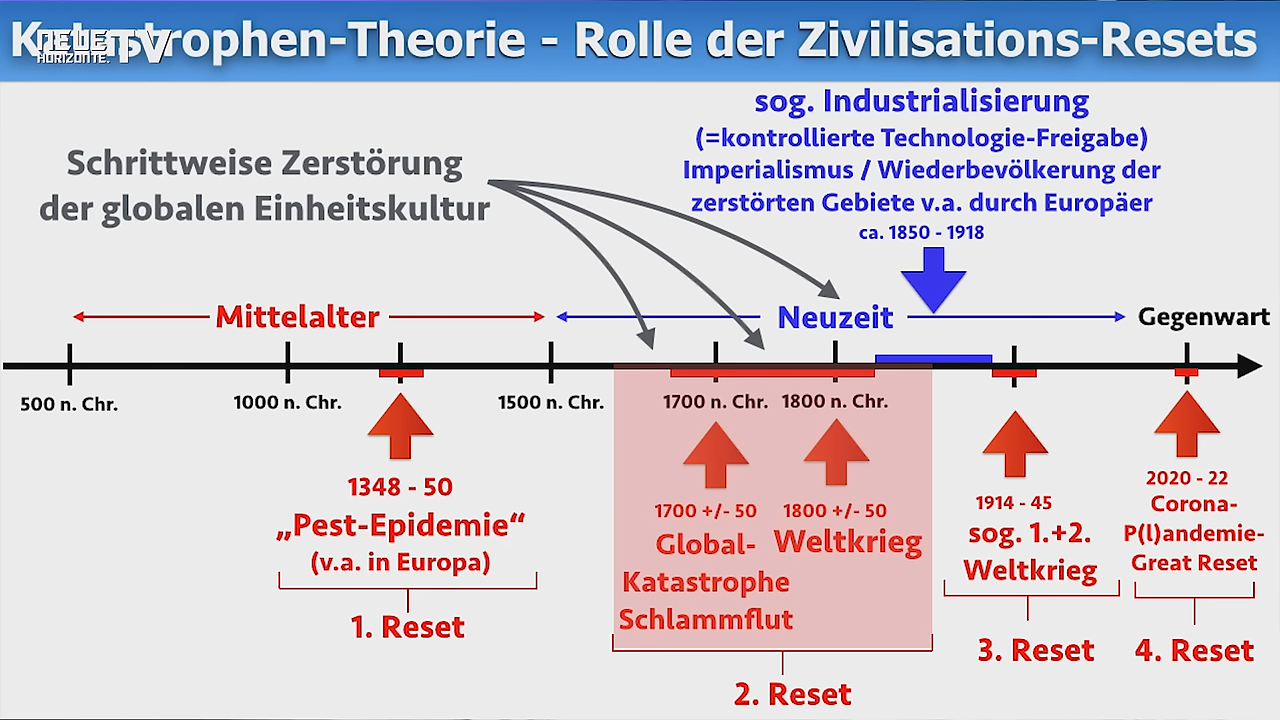 Katastrophen-Theorie - Rolle der Zivilisations-Resets
NEUE
HORIZONTE.
TV
sog. Industrialisierung
(=kontrollierte Technologie-Freigabe)
Imperialismus / Wiederbevölkerung der
zerstörten Gebiete v.a. durch Europäer
ca. 1850 - 1918
Schrittweise Zerstörung
der globalen Einheitskultur
Mittelalter
Neuzeit
Gegenwart
500 n. Chr.
1000 n. Chr.
1500 n. Chr.
1700 n. Chr.
1800 n. Chr.
1348 - 50
„Pest-Epidemie“
(v.a. in Europa)
1. Reset
1700 +/- 50
Global-
Katastrophe
Schlammflut
1800 +/- 50
Weltkrieg
2. Reset
1914 - 45
sog. 1.+2.
Weltkrieg
3. Reset
2020 - 22
Corona-
P(l)andemie-
Great Reset
4. Reset